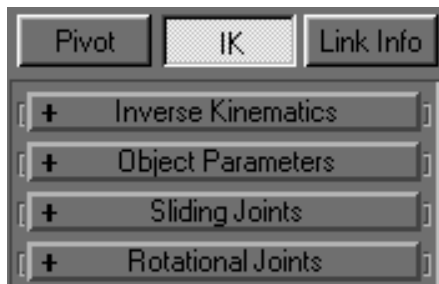 Pivot IK Link Info
+ Inverse Kinematics
+ Object Parameters
+ Sliding Joints
+ Rotational Joints